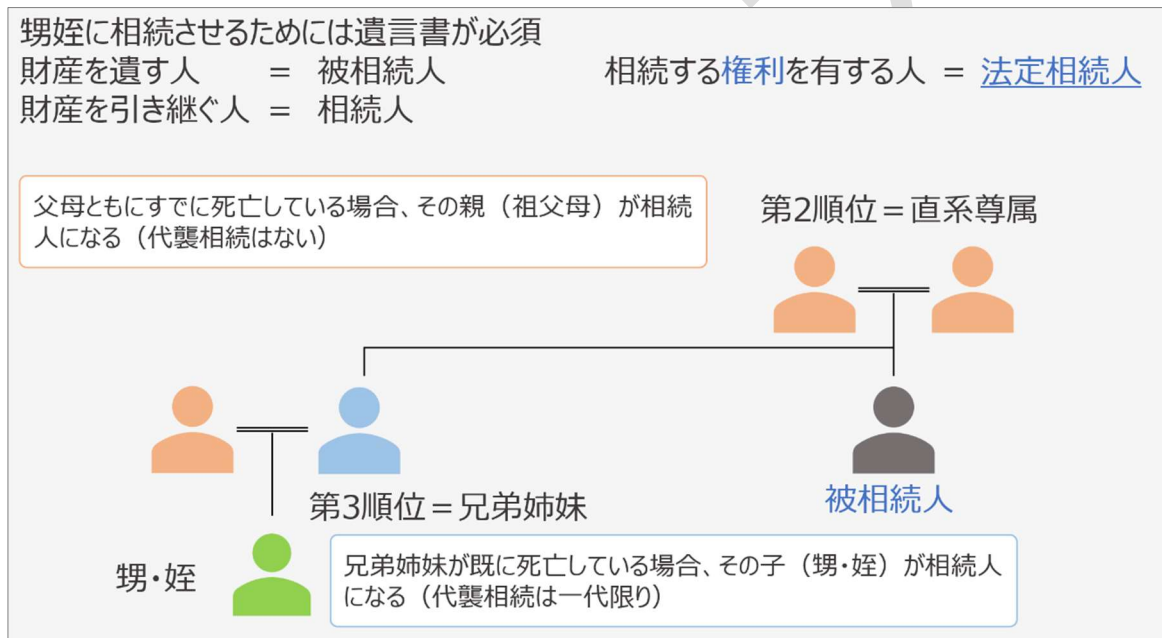 甥姪に相続させるためには遺言書が必須
財産を遺す人　　＝　被相続人　　　　　相続する権利を有する人 ＝ 法定相続人
財産を引き継ぐ人　＝　相続人
父母ともにすでに死亡している場合、その親（祖父母）が相続
人になる（代襲相続はない）
第2順位＝直系尊属
第3順位＝兄弟姉妹
被相続人
甥・姪
兄弟姉妹が既に死亡している場合、その子（甥・姪）が相続人
になる（代襲相続は一代限り）